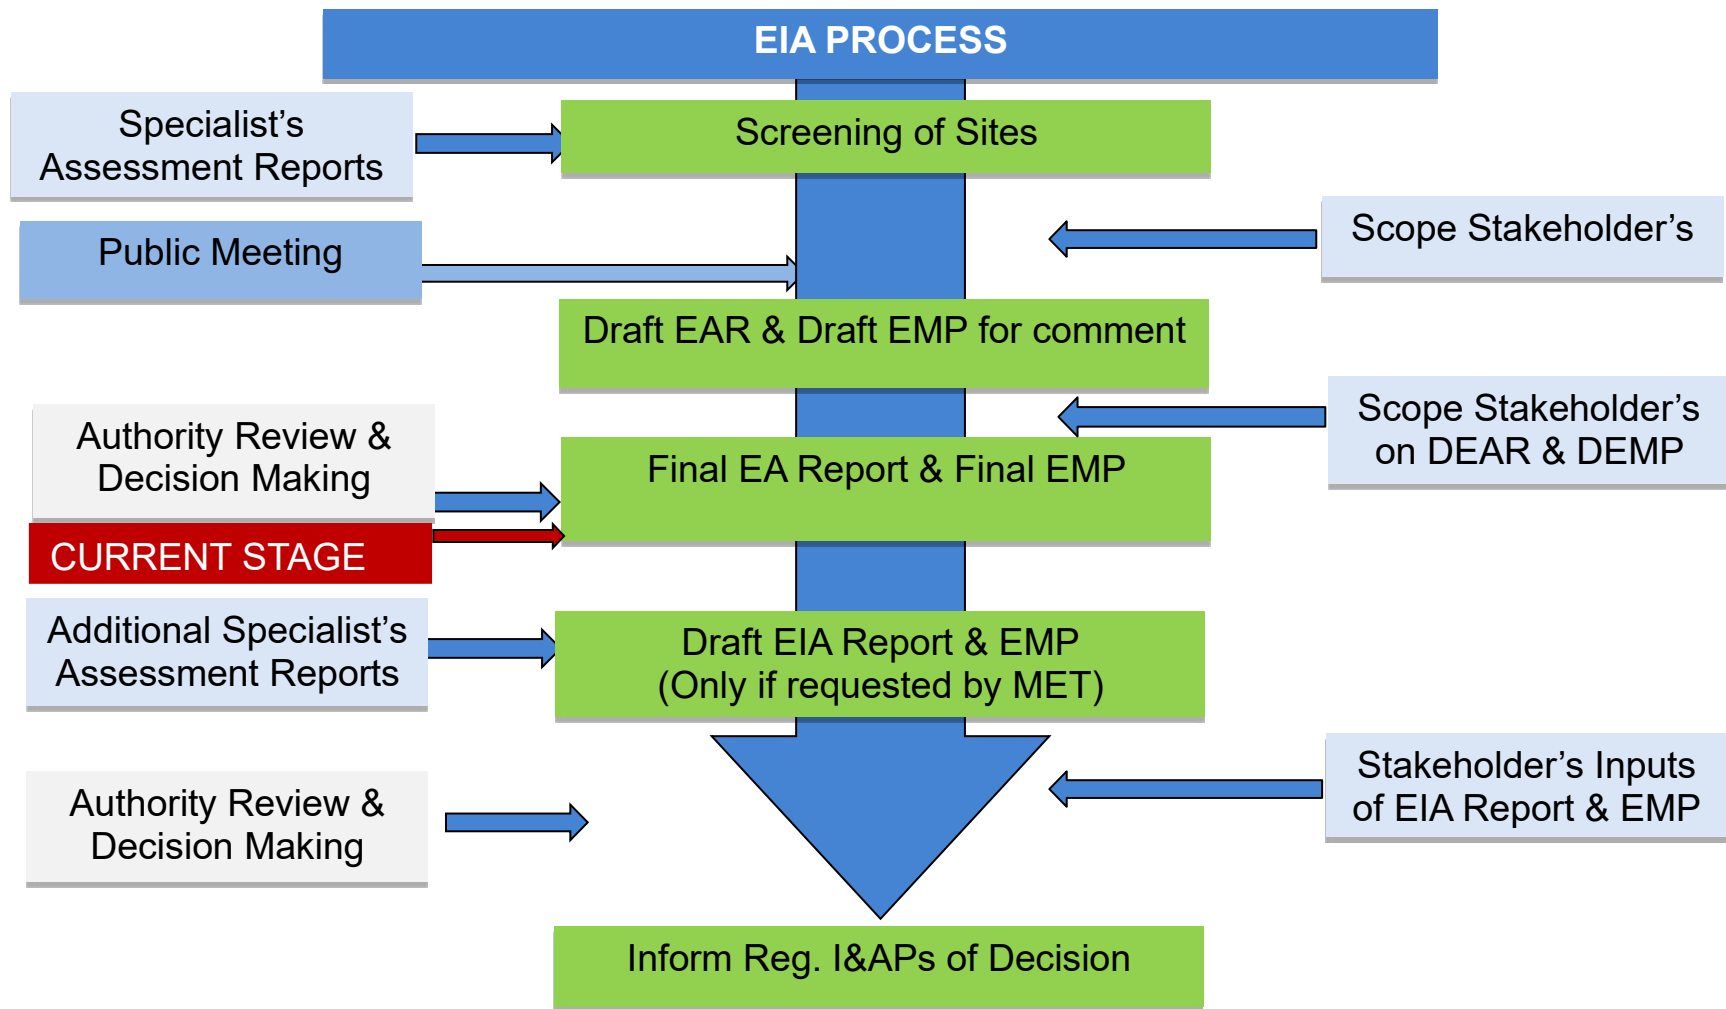 EIA PROCESS
Specialist’s
Assessment Reports
Screening of Sites
Scope Stakeholder’s
Public Meeting
Draft EAR & Draft EMP for comment
Scope Stakeholder’s
on DEAR & DEMP
Authority Review &
Decision Making
Final EA Report & Final EMP
CURRENT STAGE
Additional Specialist’s
Assessment Reports
Draft EIA Report & EMP
(Only if requested by MET)
Stakeholder’s Inputs
of EIA Report & EMP
Authority Review &
Decision Making
Inform Reg. I&APs of Decision